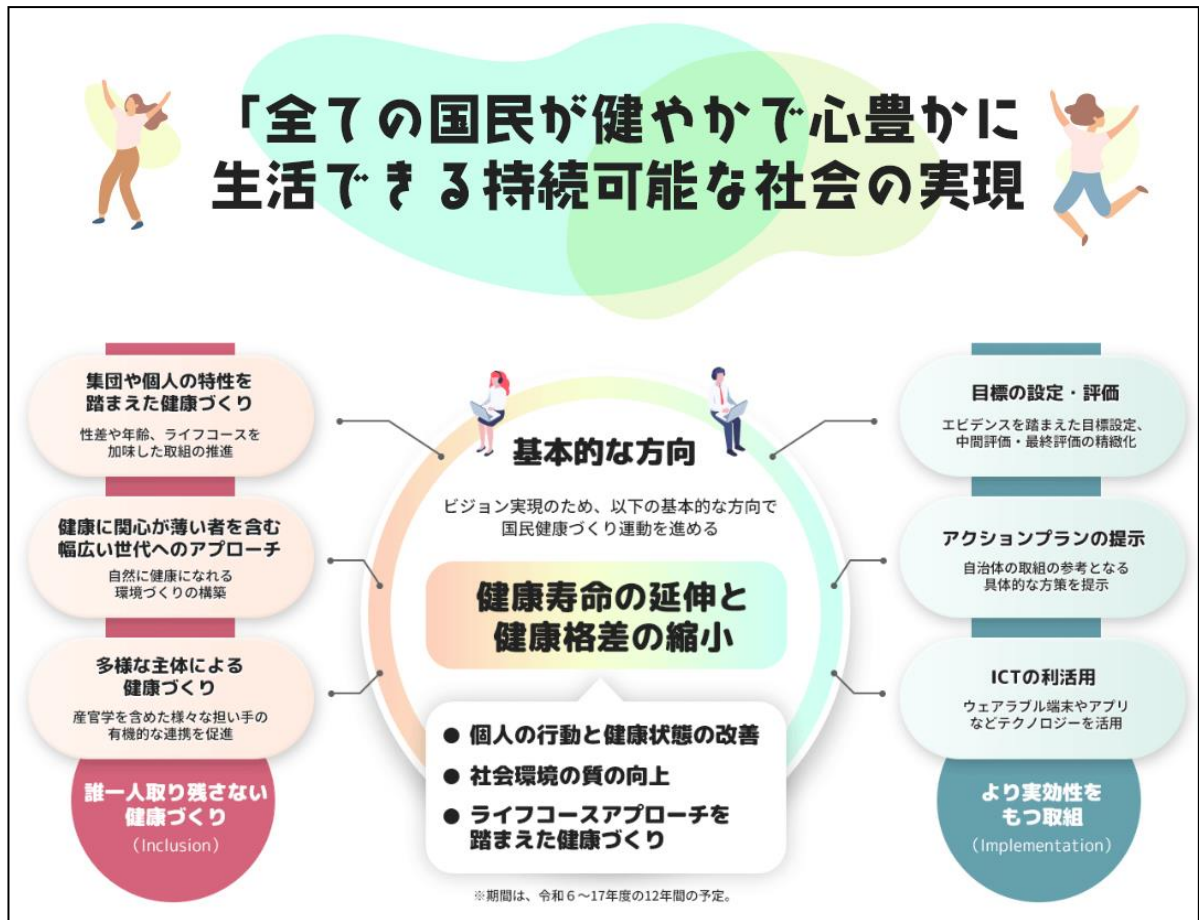 「全ての国民が健やかで心豊かに
生活できる持続可能な社会の実現
集団や個人の特性を
踏まえた健康づくり
性差や年齢、ライフコースを
加味した取組の推進
健康に関心が薄い者を含む
幅広い世代へのアプローチ
自然に健康になれる
環境づくりの構築
多様な主体による
健康づくり
産官学を含めた様々な担い手の
有機的な連携を促進
誰一人取り残さない
健康づくり
(Inclusion)
基本的な方向
ビジョン実現のため、以下の基本的な方向で
国民健康づくり運動を進める
健康寿命の延伸と
健康格差の縮小
● 個人の行動と健康状態の改善
● 社会環境の質の向上
● ライフコースアプローチを
踏まえた健康づくり
※期間は、令和6～17年度の12年間の予定。
目標の設定・評価
エビデンスを踏まえた目標設定、
中間評価・最終評価の精緻化
アクションプランの提示
自治体の取組の参考となる
具体的な方策を提示
ICTの利活用
ウェアラブル端末やアプリ
などテクノロジーを活用
より実効性を
もつ取組
(Implementation)